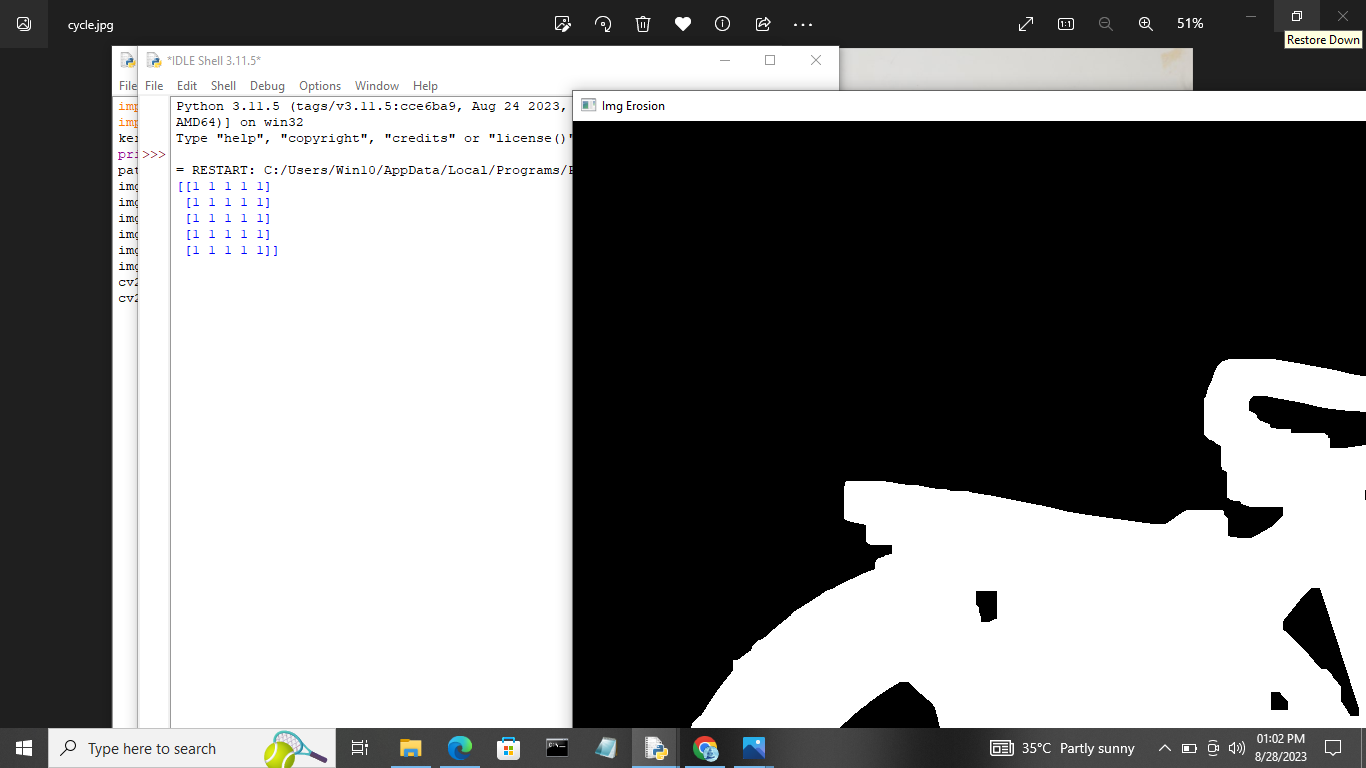 cycle.jpg
51%
Restore Down
*IDLE Shell 3.11.5*
File
File Edit Shell Debug Options Window Help
Img Erosion
imp
imp
ker
pri
pat
img
img
img
img
img
img
cv2
cv2
>>>
Python 3.11.5 (tags/v3.11.5:cce6ba9, Aug 24 2023,
AMD64)] on win32
Type "help", "copyright", "credits" or "license()"
= RESTART: C:/Users/Win10/AppData/Local/Programs/P
[[1 1 1 1 1]
[1 1 1 1 1]
[1 1 1 1 1]
[1 1 1 1 1]
[1 1 1 1 1]]
Type here to search
35°C Partly sunny
01:02 PM
8/28/2023